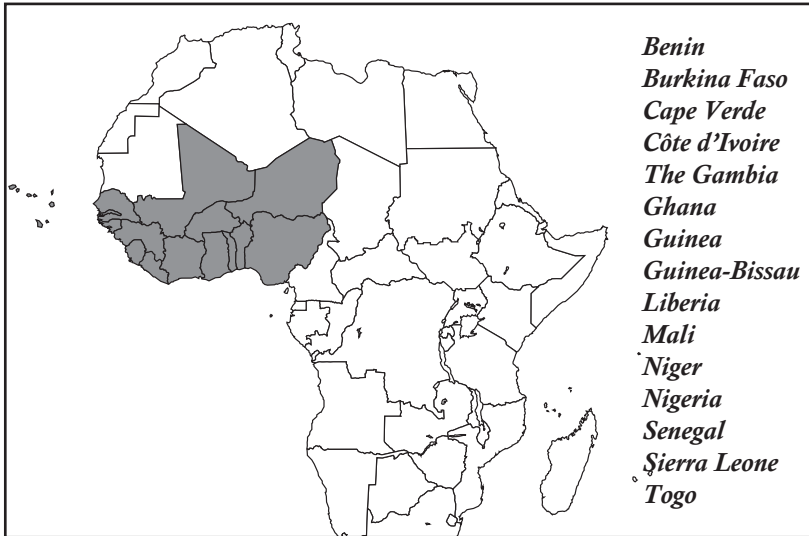 Benin
Burkina Faso
Cape Verde
Côte d’Ivoire
The Gambia
Ghana
Guinea
Guinea-Bissau
Liberia
Mali
Niger
Nigeria
Senegal
Sierra Leone
Togo